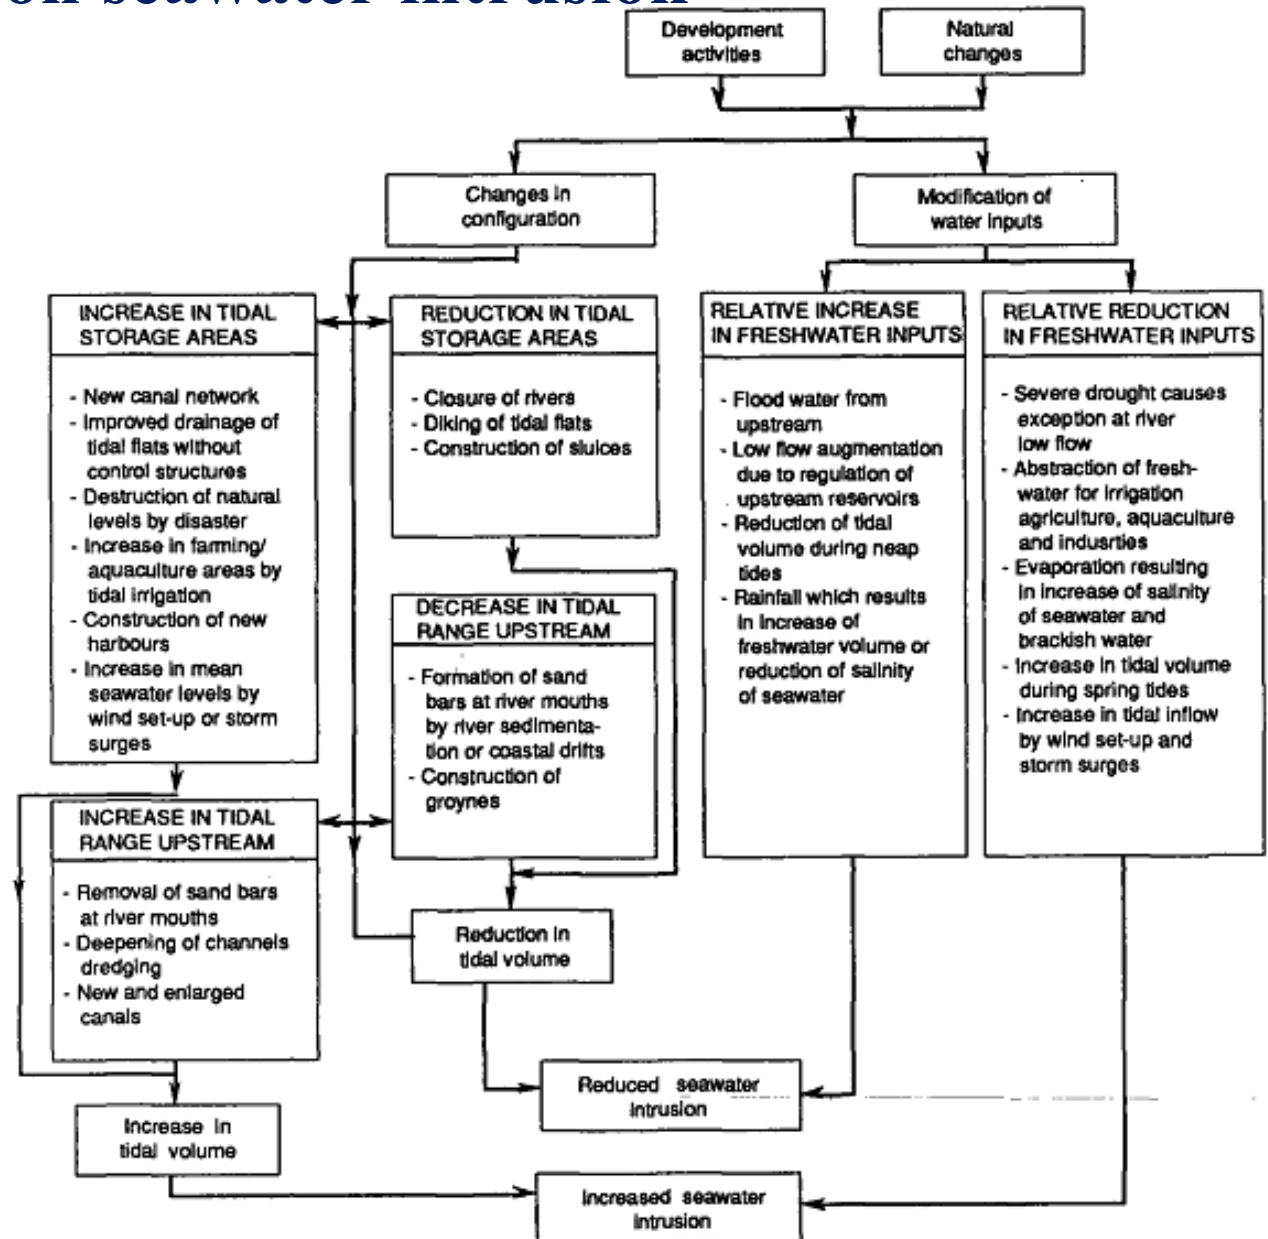 on seawater intrusion
Development
activities
Natural
changes
Changes in
configuration
Modification of
water inputs
INCREASE IN TIDAL
STORAGE AREAS
- New canal network
- Improved drainage of
tidal flats without
control structures
- Destruction of natural
levels by disaster
- Increase in farming/
aquaculture areas by
tidal irrigation
- Construction of new
harbours
- Increase in mean
seawater levels by
wind set-up or storm
surges
REDUCTION IN TIDAL
STORAGE AREAS
- Closure of rivers
- Diking of tidal flats
- Construction of sluices
RELATIVE INCREASE
IN FRESHWATER INPUTS
- Flood water from
upstream
- Low flow augmentation
due to regulation of
upstream reservoirs
- Reduction of tidal
volume during neap
tides
- Rainfall which results
in increase of
freshwater volume or
reduction of salinity
of seawater
RELATIVE REDUCTION
IN FRESHWATER INPUTS
- Severe drought causes
exception at river
low flow
- Abstraction of fresh-
water for irrigation
agriculture, aquaculture
and indusrties
- Evaporation resulting
in increase of salinity
of seawater and
brackish water
- Increase in tidal volume
during spring tides
- Increase in tidal inflow
by wind set-up and
storm surges
DECREASE IN TIDAL
RANGE UPSTREAM
- Formation of sand
bars at river mouths
by river sedimenta-
tion or coastal drifts
- Construction of
groynes
INCREASE IN TIDAL
RANGE UPSTREAM
- Removal of sand bars
at river mouths
- Deepening of channels
dredging
- New and enlarged
canals
Reduction in
tidal volume
Reduced seawater
intrusion
Increase in
tidal volume
Increased seawater
intrusion